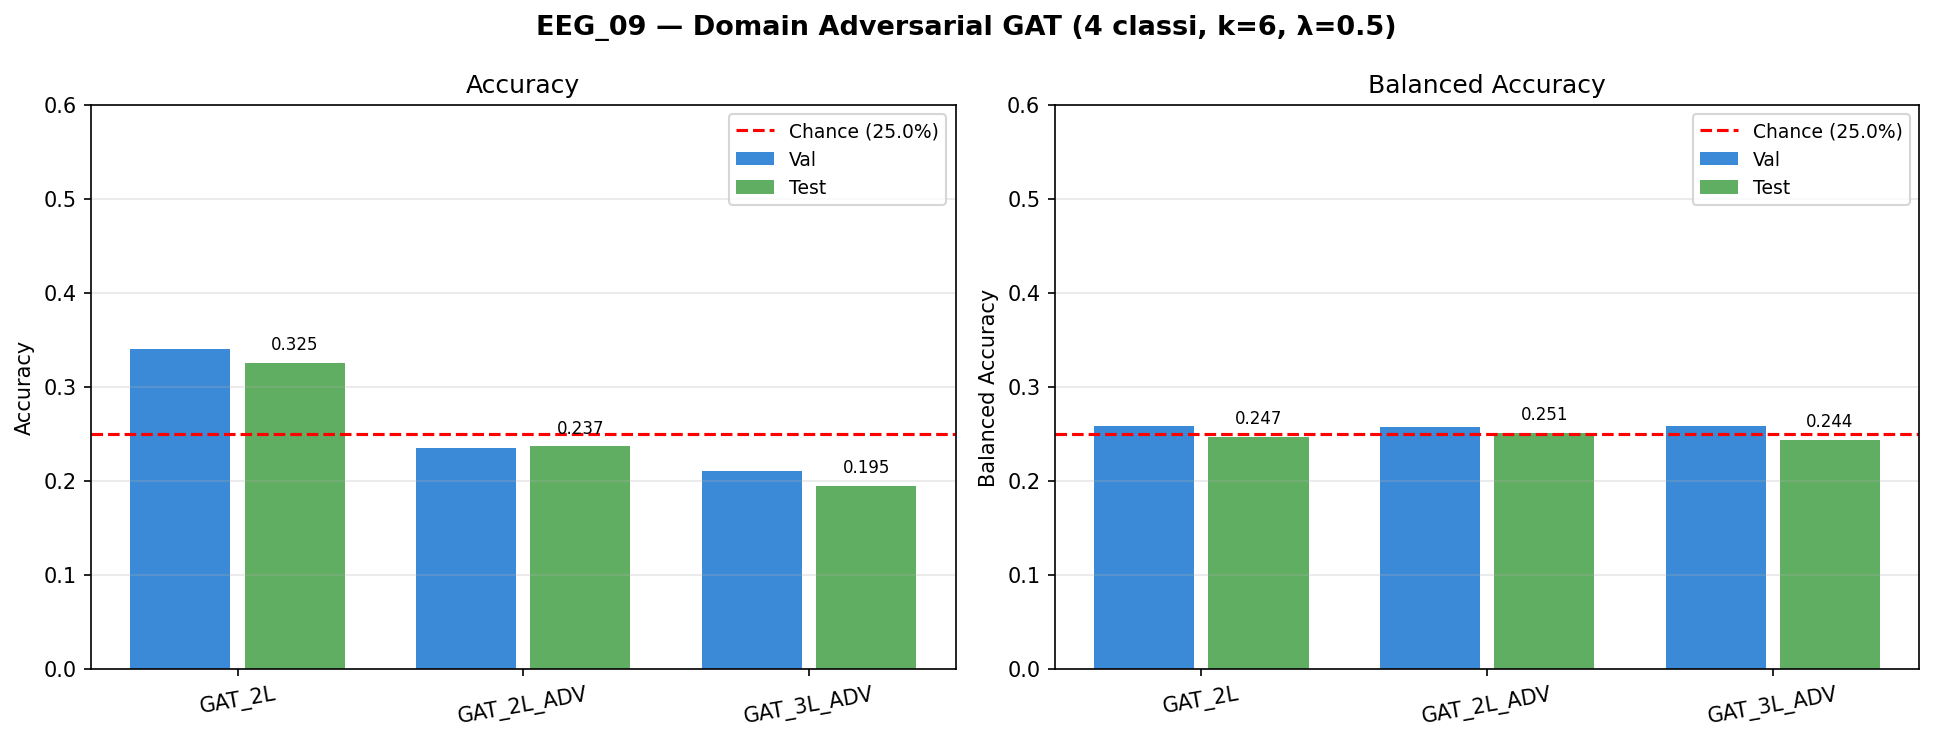 EEG_09 — Domain Adversarial GAT (4 classi, k=6, λ=0.5)
Accuracy
Accuracy
0.6
0.5
0.4
0.3
0.2
0.1
0.0
Chance (25.0%)
Val
Test
0.325
0.237
0.195
GAT_2L
GAT_2L_ADV
GAT_3L_ADV
Balanced Accuracy
Balanced Accuracy
0.6
0.5
0.4
0.3
0.2
0.1
0.0
Chance (25.0%)
Val
Test
0.247
0.251
0.244
GAT_2L
GAT_2L_ADV
GAT_3L_ADV